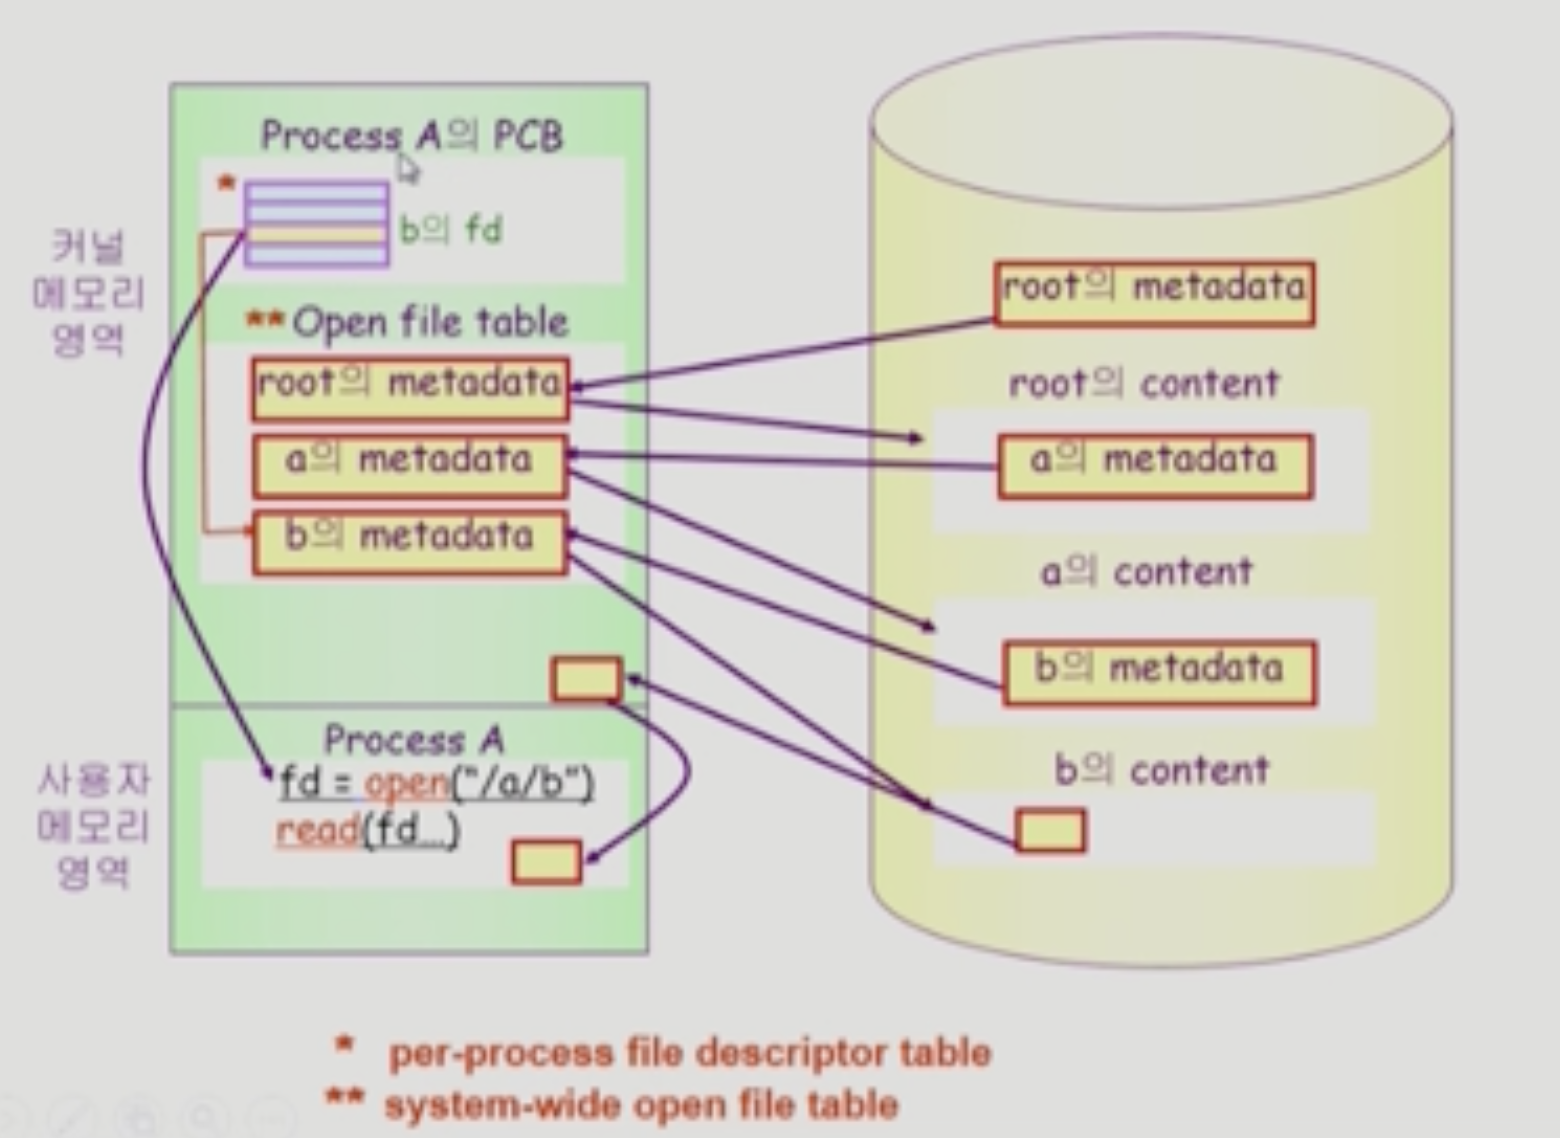 Process A의 PCB
*
b의 fd
커널
메모리
영역
** Open file table
root의 metadata
a의 metadata
b의 metadata
Process A
fd = open("/a/b")
read(fd...)
사용자
메모리
영역
root의 metadata
root의 content
a의 metadata
a의 content
b의 metadata
b의 content
* per-process file descriptor table
** system-wide open file table